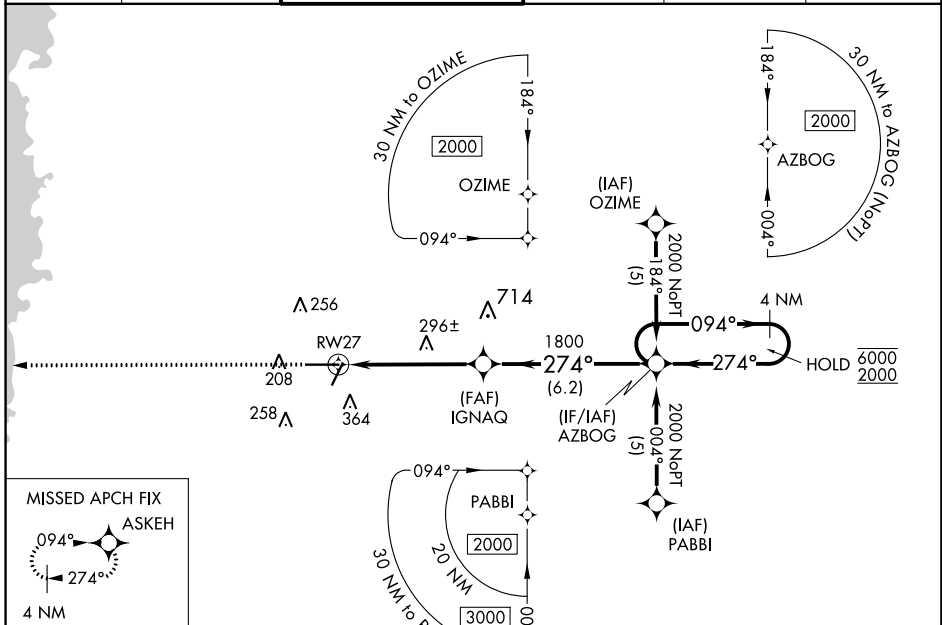 30 NM to OZIME
184°
2000
OZIME
094°
184°
30 NM to AZBOG (NoPT)
2000
AZBOG
004°
(IAF)
OZIME
2000 NoPT
184°
(5)
4 NM
094°
274°
HOLD
6000
2000
256
714
296±
RW27
208
258
364
(FAF)
IGNAQ
1800
274°
(6.2)
(IF/IAF)
AZBOG
2000 NoPT
004°
(5)
(IAF)
PABBI
094°
PABBI
2000
20 NM
30 NM to
3000
MISSED APCH FIX
ASKEH
094°
274°
4 NM